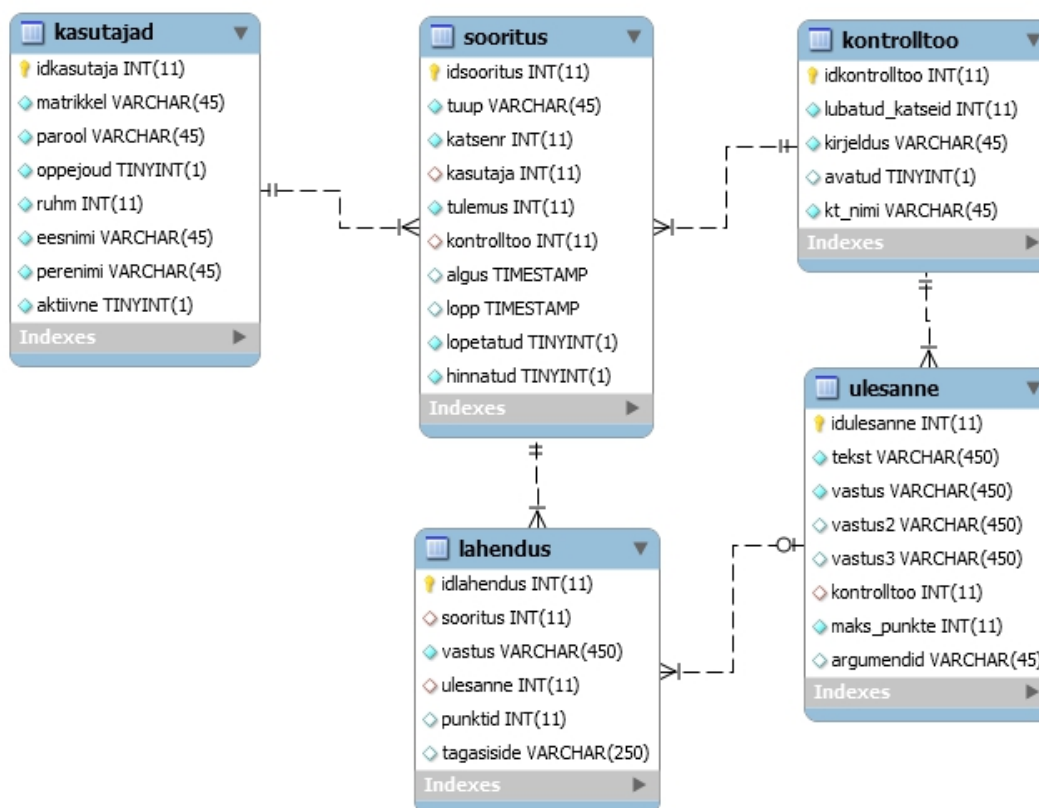 kasutajad
idkasutaja INT(11)
matrikkel VARCHAR(45)
parool VARCHAR(45)
oppejoud TINYINT(1)
ruhm INT(11)
eesnimi VARCHAR(45)
perenimi VARCHAR(45)
aktiivne TINYINT(1)
Indexes
sooritus
idsooritus INT(11)
tuup VARCHAR(45)
katsenr INT(11)
kasutaja INT(11)
tulemus INT(11)
kontrolltoo INT(11)
algus TIMESTAMP
lopp TIMESTAMP
lopetatud TINYINT(1)
hinnatud TINYINT(1)
Indexes
kontrolltoo
idkontrolltoo INT(11)
lubatud_katseid INT(11)
kirjeldus VARCHAR(45)
avatud TINYINT(1)
kt_nimi VARCHAR(45)
Indexes
ulesanne
idulesanne INT(11)
tekst VARCHAR(450)
vastus VARCHAR(450)
vastus2 VARCHAR(450)
vastus3 VARCHAR(450)
kontrolltoo INT(11)
maks_punkte INT(11)
argumendid VARCHAR(45)
Indexes
lahendus
idlahendus INT(11)
sooritus INT(11)
vastus VARCHAR(450)
ulesanne INT(11)
punktid INT(11)
tagasiside VARCHAR(250)
Indexes